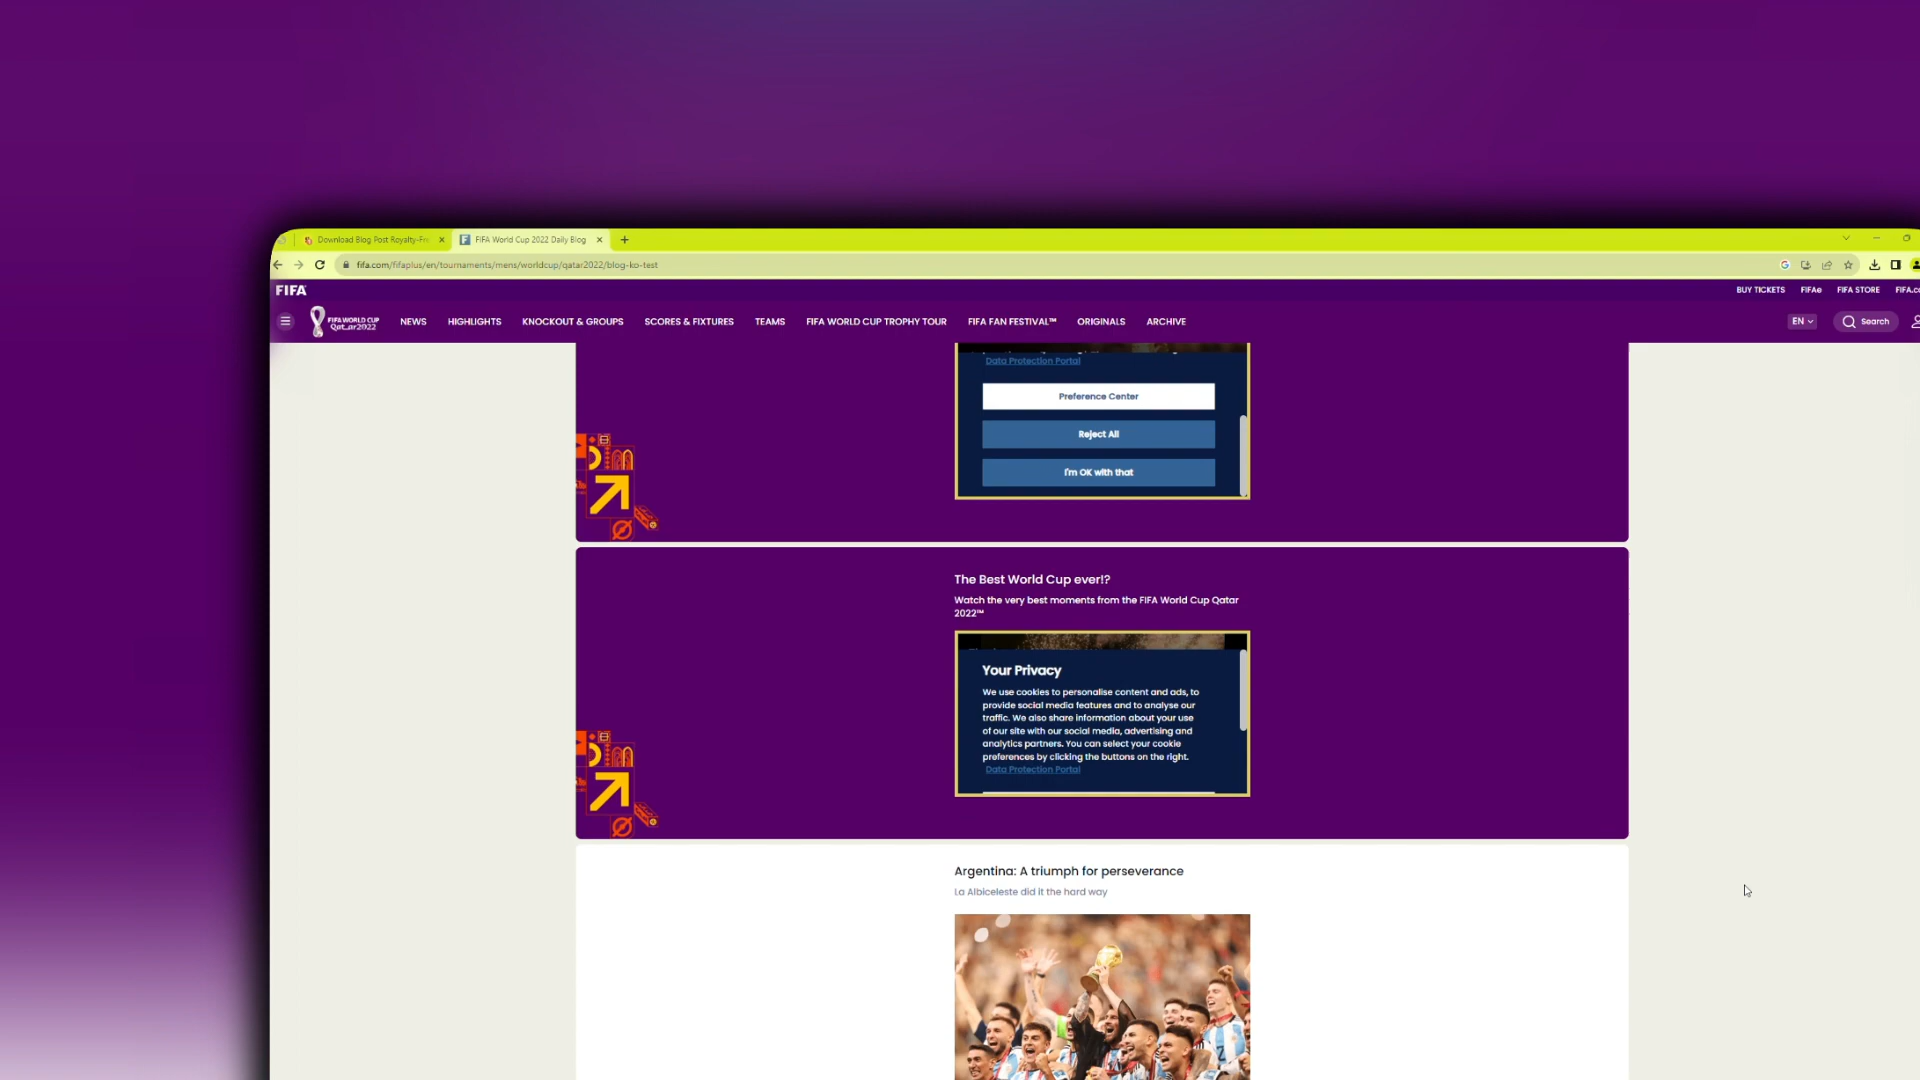 Download Blog Post Royalty-Fre
FIFA World Cup 2022 Daily Blog
fifa.com/fifaplus/en/tournaments/mens/worldcup/qatar2022/blog-ko-test
FIFA
BUY TICKETS
FIFAe
FIFA STORE
FIFA.co
FIFA WORLD CUP
Qat_ar2022
NEWS
HIGHLIGHTS
KNOCKOUT & GROUPS
SCORES & FIXTURES
TEAMS
FIFA WORLD CUP TROPHY TOUR
FIFA FAN FESTIVAL™
ORIGINALS
ARCHIVE
EN
Search
Data Protection Portal
Preference Center
Reject All
I'm OK with that
The Best World Cup ever!?
Watch the very best moments from the FIFA World Cup Qatar
2022™
Your Privacy
We use cookies to personalise content and ads, to
provide social media features and to analyse our
traffic. We also share information about your use
of our site with our social media, advertising and
analytics partners. You can select your cookie
preferences by clicking the buttons on the right.
Data Protection Portal
Argentina: A triumph for perseverance
La Albiceleste did it the hard way